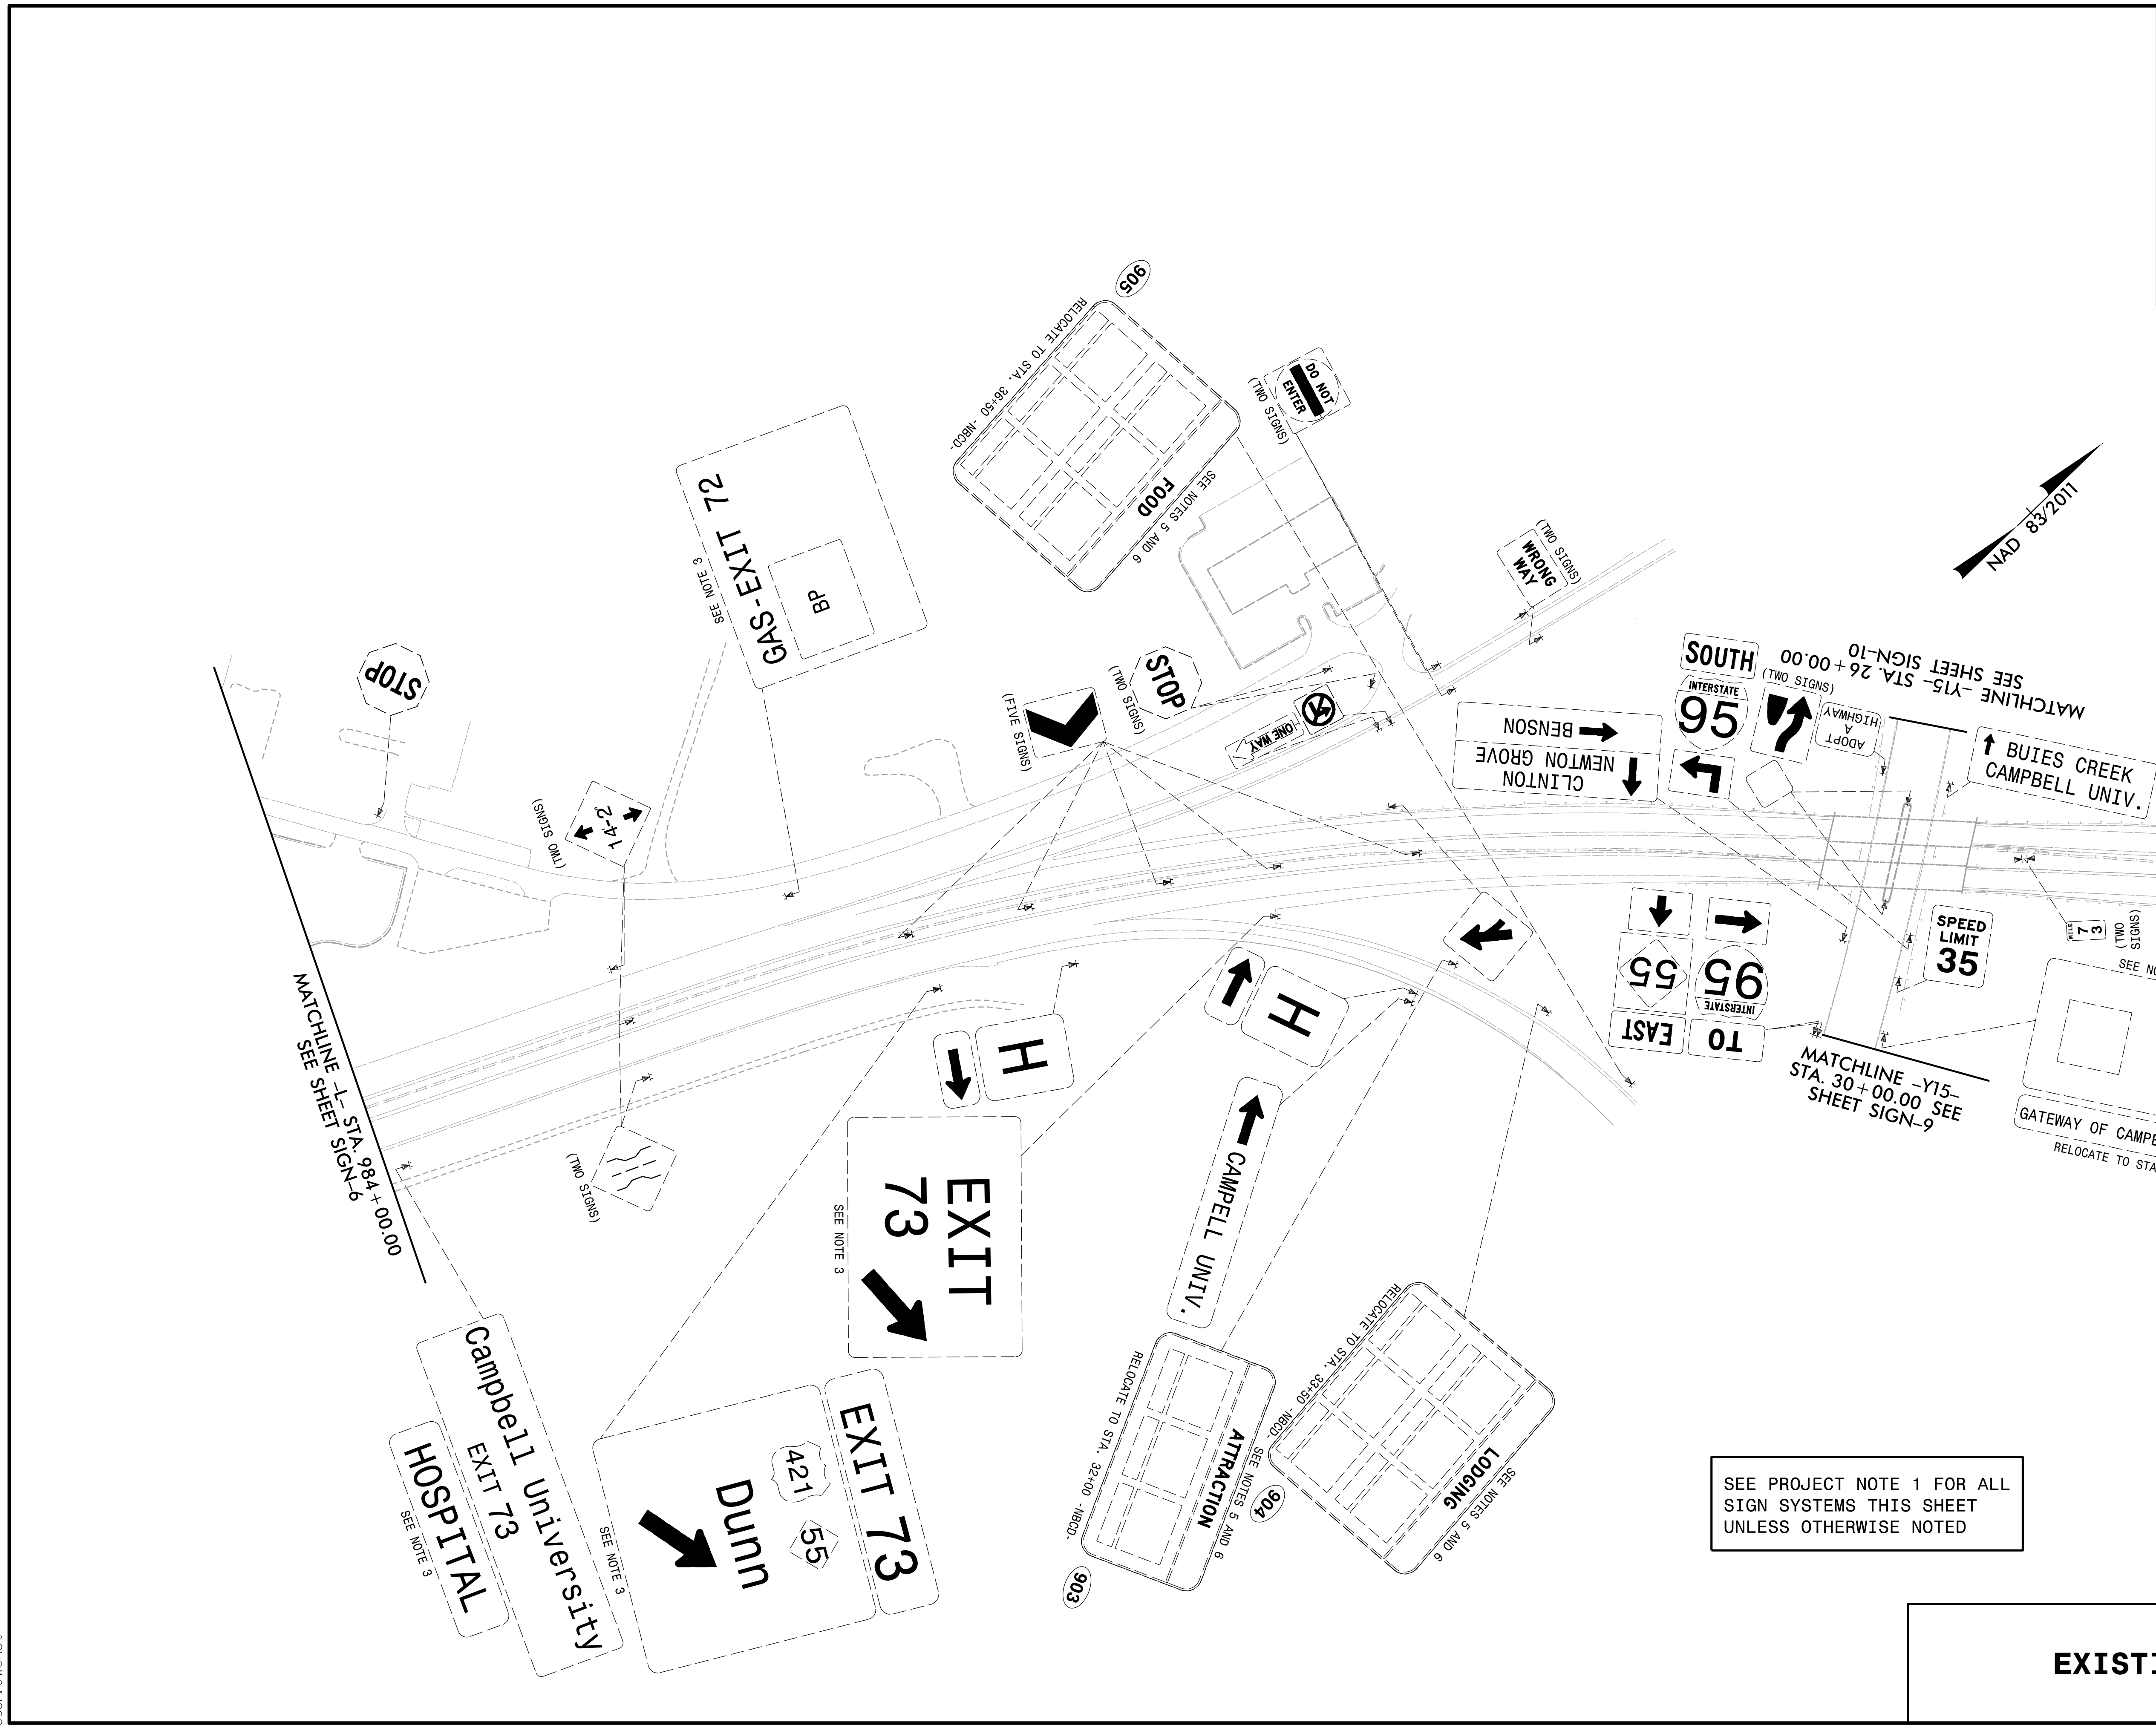 905
RELOCATE TO STA. 36+50 -NBCD-
FOOD
SEE NOTES 5 AND 6
DO NOT
ENTER
(TWO SIGNS)
GAS-EXIT 72
BP
SEE NOTE 3
NAD 83/2011
WRONG
WAY
(TWO SIGNS)
STOP
STOP
(TWO SIGNS)
(FIVE SIGNS)
ONE WAY
14-2"
(TWO SIGNS)
BENSON
CLINTON
NEWTON GROVE
SOUTH
INTERSTATE
95
(TWO SIGNS)
ADOPT
A
HIGHWAY
MATCHLINE -Y15- STA. 26+00.00
SEE SHEET SIGN-10
BUIES CREEK
CAMPBELL UNIV.
EAST
55
TO
INTERSTATE
95
SPEED
LIMIT
35
MILE
7
3
(TWO
SIGNS)
SEE NO
MATCHLINE -Y15-
STA. 30+00.00 SEE
SHEET SIGN-9
GATEWAY OF CAMPB
RELOCATE TO STA
MATCHLINE -L- STA. 984+00.00
SEE SHEET SIGN-6
(TWO SIGNS)
H
H
EXIT
73
SEE NOTE 3
CAMPELL UNIV.
Campbell University
EXIT 73
HOSPITAL
SEE NOTE 3
EXIT 73
421
55
Dunn
SEE NOTE 3
RELOCATE TO STA. 32+00 -NBCD-
ATTRACTION
SEE NOTES 5 AND 6
903
RELOCATE TO STA. 33+50 -NBCD-
LODGING
SEE NOTES 5 AND 6
904
SEE PROJECT NOTE 1 FOR ALL
SIGN SYSTEMS THIS SHEET
UNLESS OTHERWISE NOTED
EXISTI